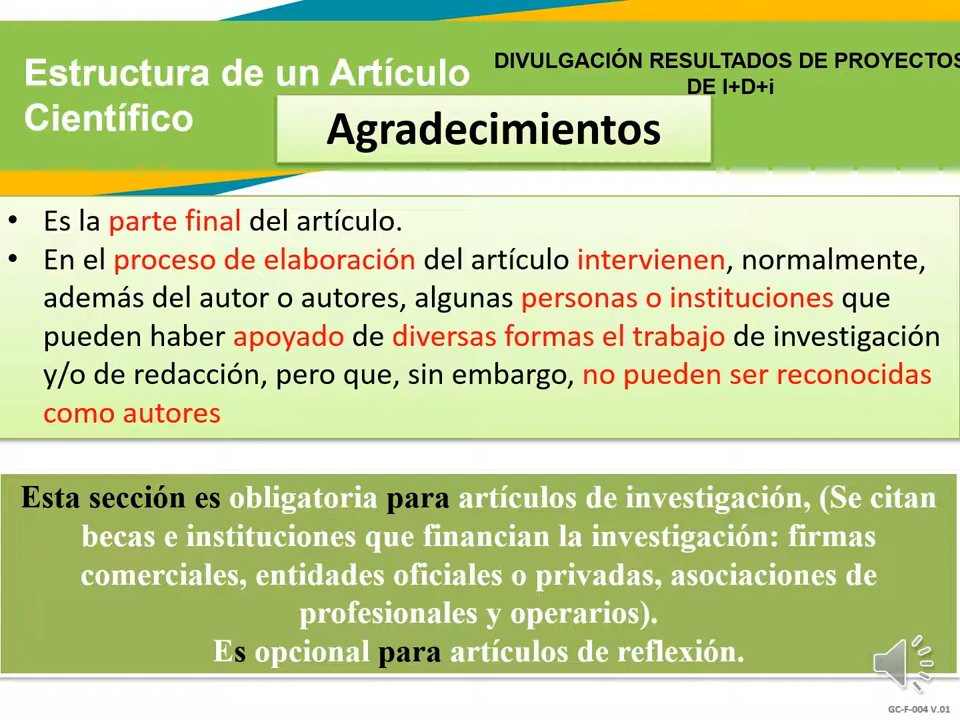 Estructura de un Artículo
Científico
DIVULGACIÓN RESULTADOS DE PROYECTOS
DE I+D+i
Agradecimientos
• Es la parte final del artículo.
• En el proceso de elaboración del artículo intervienen, normalmente,
además del autor o autores, algunas personas o instituciones que
pueden haber apoyado de diversas formas el trabajo de investigación
y/o de redacción, pero que, sin embargo, no pueden ser reconocidas
como autores
Esta sección es obligatoria para artículos de investigación, (Se citan
becas e instituciones que financian la investigación: firmas
comerciales, entidades oficiales o privadas, asociaciones de
profesionales y operarios).
Es opcional para artículos de reflexión.
GC-F-004 V.01